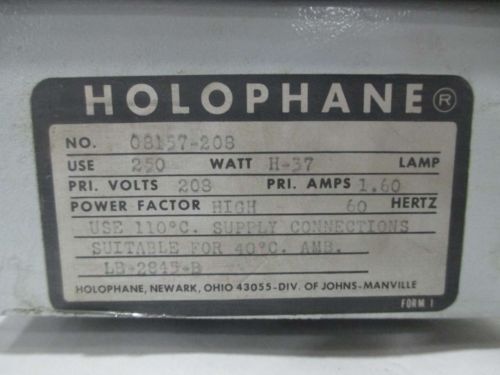 HOLOPHANE®
NO. 08157-208
USE 250 WATT H-37 LAMP
PRI. VOLTS 208 PRI. AMPS 1.60
POWER FACTOR HIGH 60 HERTZ
USE 110°C. SUPPLY CONNECTIONS
SUITABLE FOR 40°C. AMB.
LB-2845-B
HOLOPHANE, NEWARK, OHIO 43055-DIV. OF JOHNS-MANVILLE
FORM 1